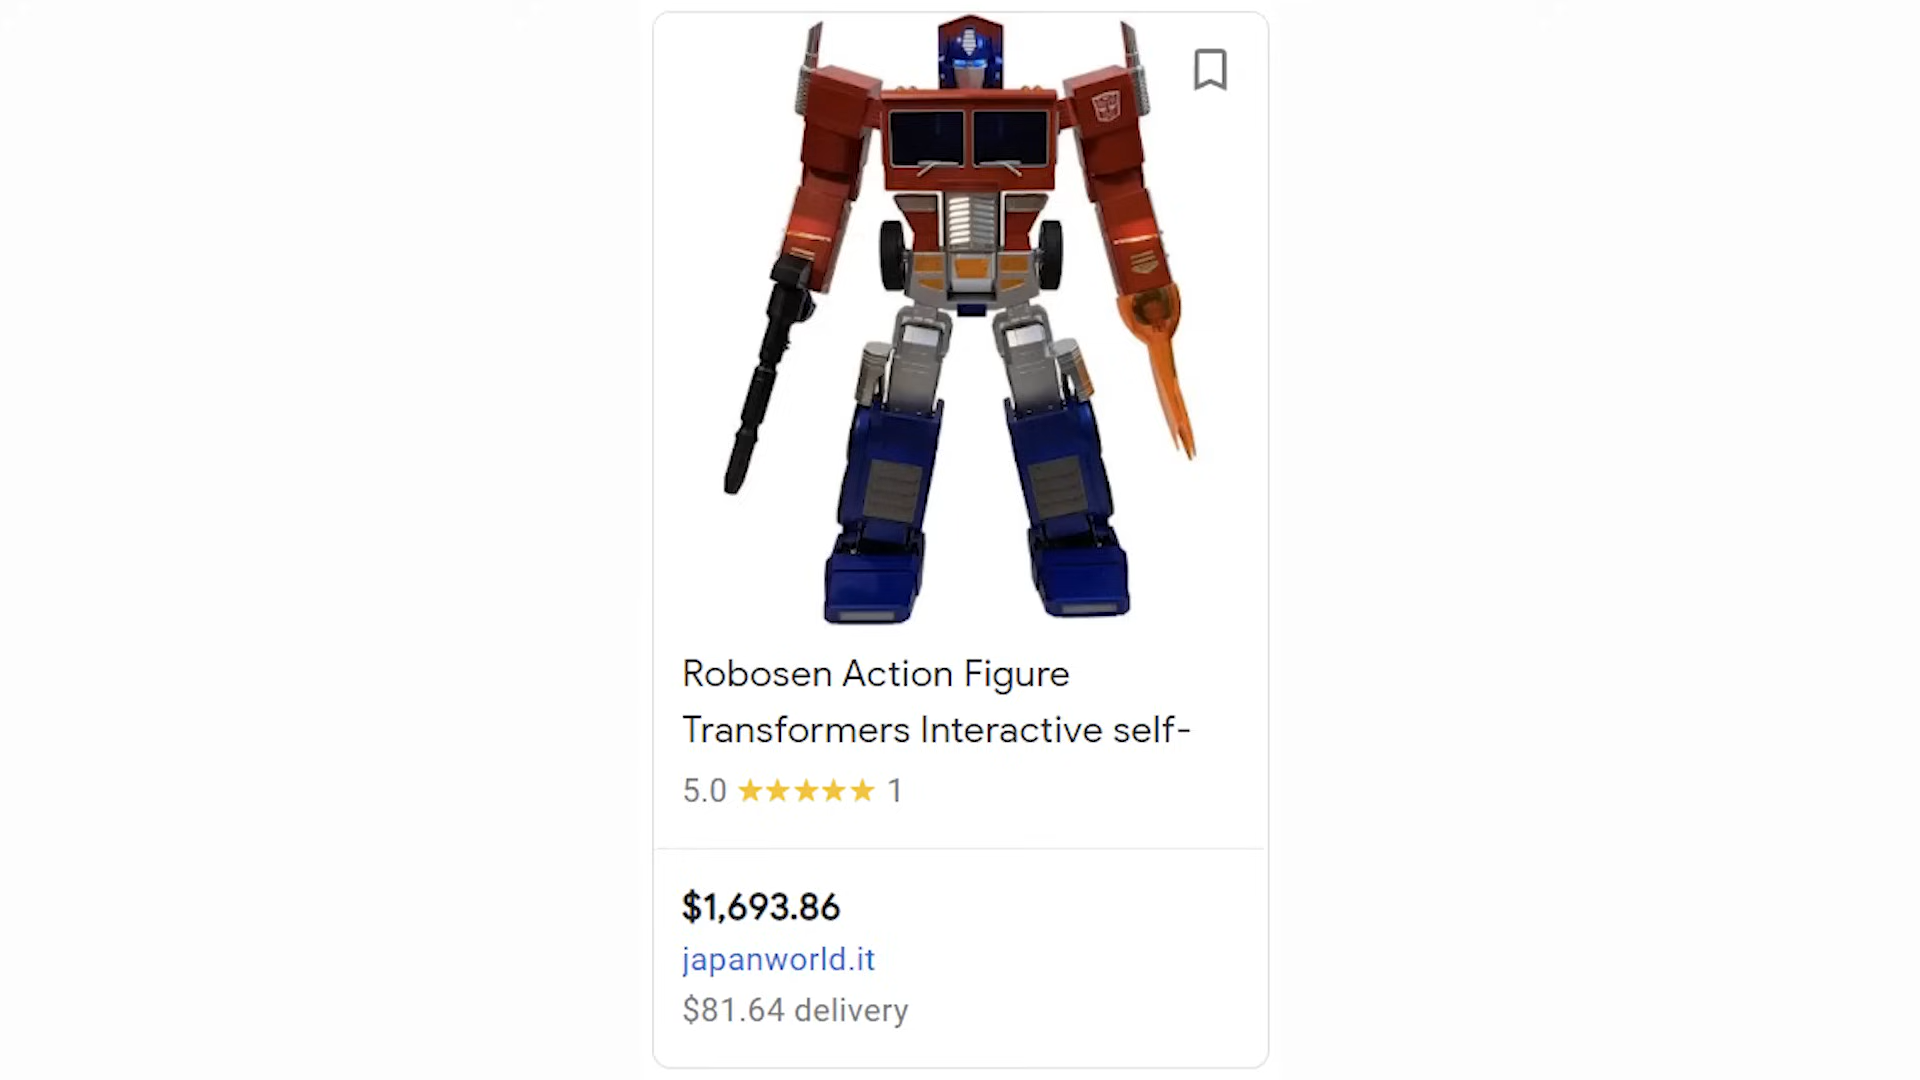 Robosen Action Figure
Transformers Interactive self-
5.0 ★★★★★ 1
$1,693.86
japanworld.it
$81.64 delivery